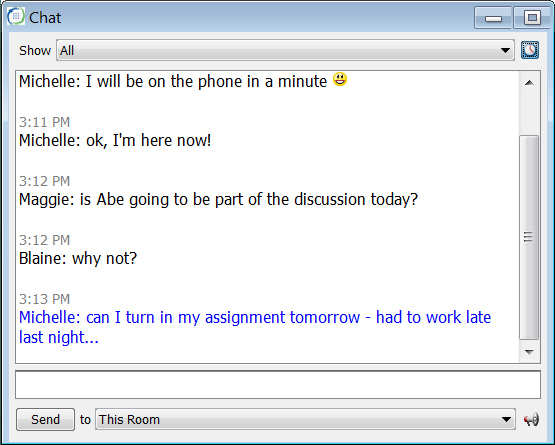 Chat
Show All
Michelle: I will be on the phone in a minute
3:11 PM
Michelle: ok, I'm here now!
3:12 PM
Maggie: is Abe going to be part of the discussion today?
3:12 PM
Blaine: why not?
3:13 PM
Michelle: can I turn in my assignment tomorrow - had to work late
last night...
Send to This Room